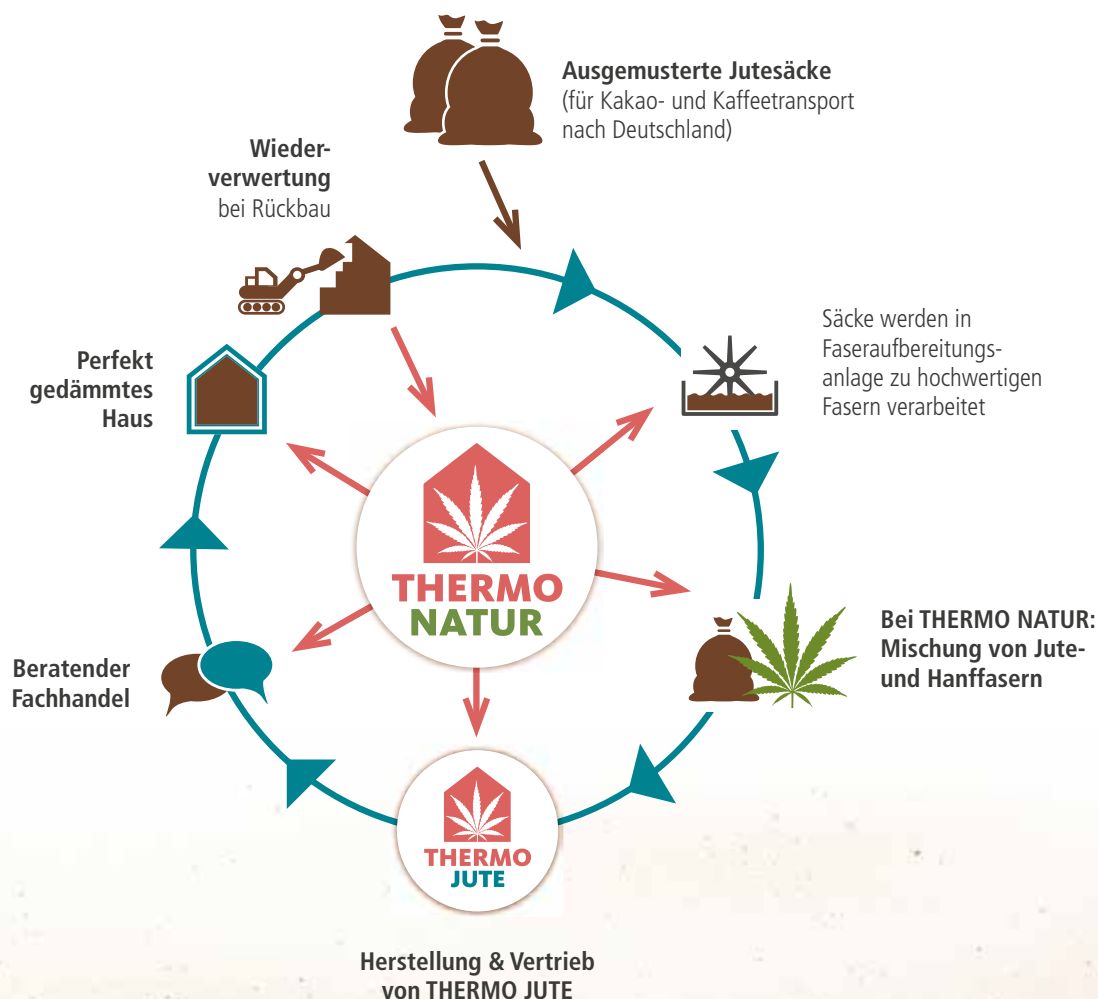 Ausgemusterte Jutesäcke
(für Kakao- und Kaffeetransport
nach Deutschland)
Wieder-
verwertung
bei Rückbau
Säcke werden in
Faseraufbereitungs-
anlage zu hochwertigen
Fasern verarbeitet
Perfekt
gedämmtes
Haus
THERMO
NATUR
Bei THERMO NATUR:
Mischung von Jute-
und Hanffasern
Beratender
Fachhandel
THERMO
JUTE
Herstellung & Vertrieb
von THERMO JUTE